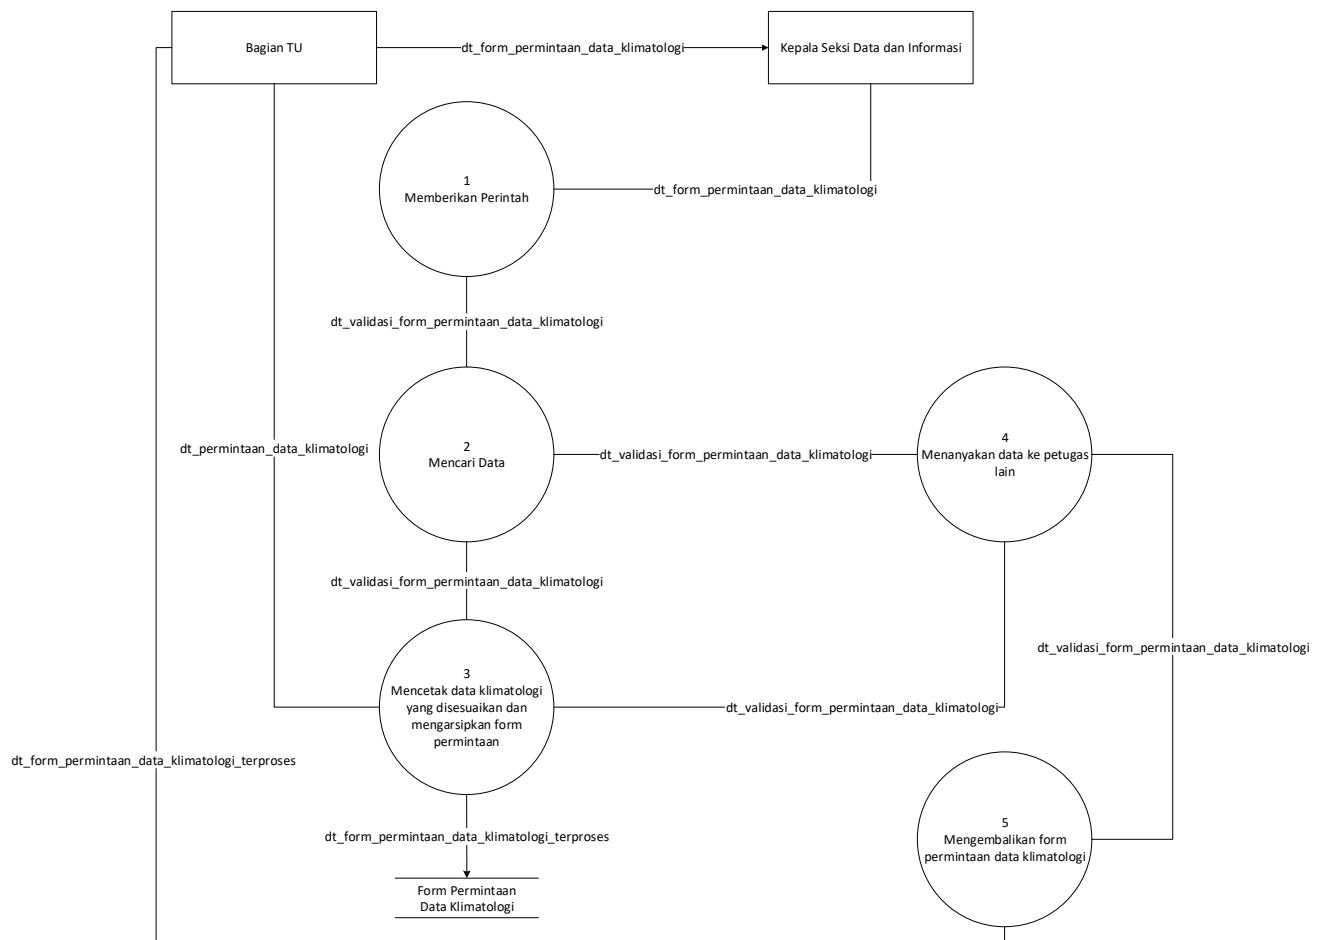 Bagian TU
dt_form_permintaan_data_klimatologi
Kepala Seksi Data dan Informasi
1
Memberikan Perintah
dt_form_permintaan_data_klimatologi
dt_validasi_form_permintaan_data_klimatologi
dt_permintaan_data_klimatologi
2
Mencari Data
dt_validasi_form_permintaan_data_klimatologi
4
Menanyakan data ke petugas
lain
dt_validasi_form_permintaan_data_klimatologi
dt_validasi_form_permintaan_data_klimatologi
3
Mencetak data klimatologi
yang disesuaikan dan
mengarsipkan form
permintaan
dt_validasi_form_permintaan_data_klimatologi
dt_form_permintaan_data_klimatologi_terproses
dt_form_permintaan_data_klimatologi_terproses
5
Mengembalikan form
permintaan data klimatologi
Form Permintaan
Data Klimatologi